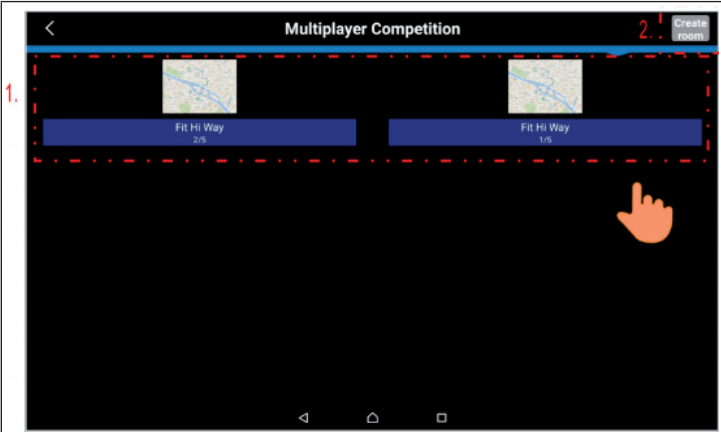 Multiplayer Competition
2.
Create
room
1.
Fit Hi Way
2/5
Fit Hi Way
1/5